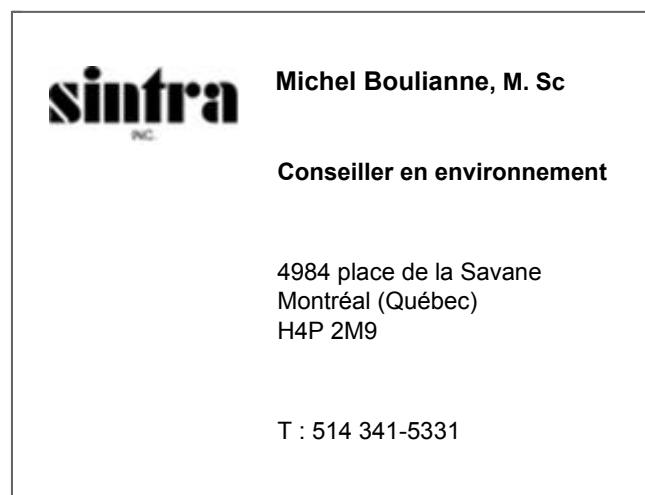 sintra
INC.
Michel Boulianne, M. Sc
Conseiller en environnement
4984 place de la Savane
Montréal (Québec)
H4P 2M9
T : 514 341-5331